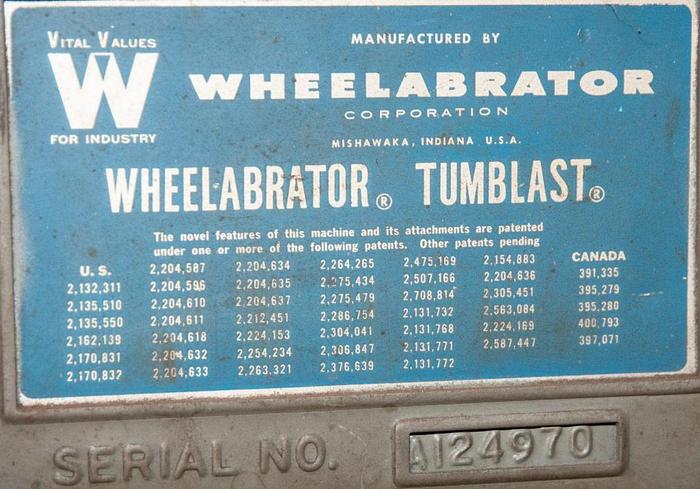 VITAL VALUES
W
FOR INDUSTRY
MANUFACTURED BY
WHEELABRATOR
CORPORATION
MISHAWAKA, INDIANA U.S.A.
WHEELABRATOR® TUMBLAST®
The novel features of this machine and its attachments are patented
under one or more of the following patents. Other patents pending
U.S. 2,204,587 2,204,634 2,264,265 2,475,169 2,154,883 CANADA
2,132,311 2,204,596 2,204,635 2,275,434 2,507,166 2,204,636 391,335
2,135,510 2,204,610 2,204,637 2,275,479 2,708,814 2,305,451 395,279
2,135,550 2,204,611 2,212,451 2,286,754 2,131,732 2,563,084 395,280
2,162,139 2,204,618 2,224,153 2,304,041 2,131,768 2,224,169 400,793
2,170,831 2,204,632 2,254,234 2,306,847 2,131,771 2,587,447 397,071
2,170,832 2,204,633 2,263,321 2,376,639 2,131,772
SERIAL NO. A124970